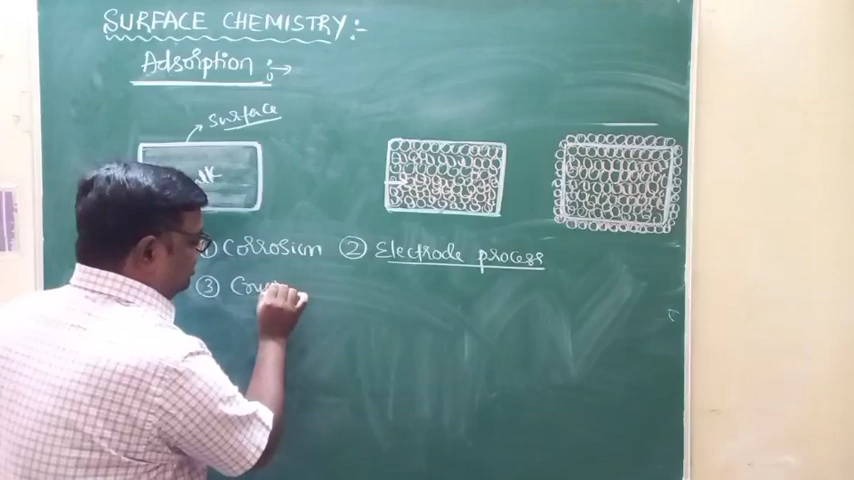 SURFACE CHEMISTRY:-
Adsorption :→
surface
① Corrosion ② Electrode process
③